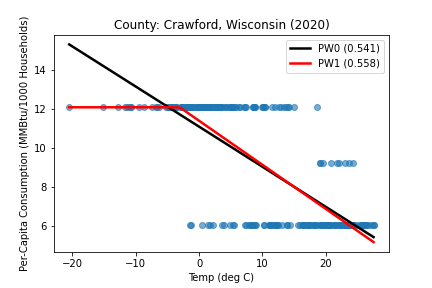 County: Crawford, Wisconsin (2020)
PW0 (0.541)
PW1 (0.558)
Per-Capita Consumption (MMBtu/1000 Households)
14
12
10
8
6
−20
−10
0
10
20
Temp (deg C)